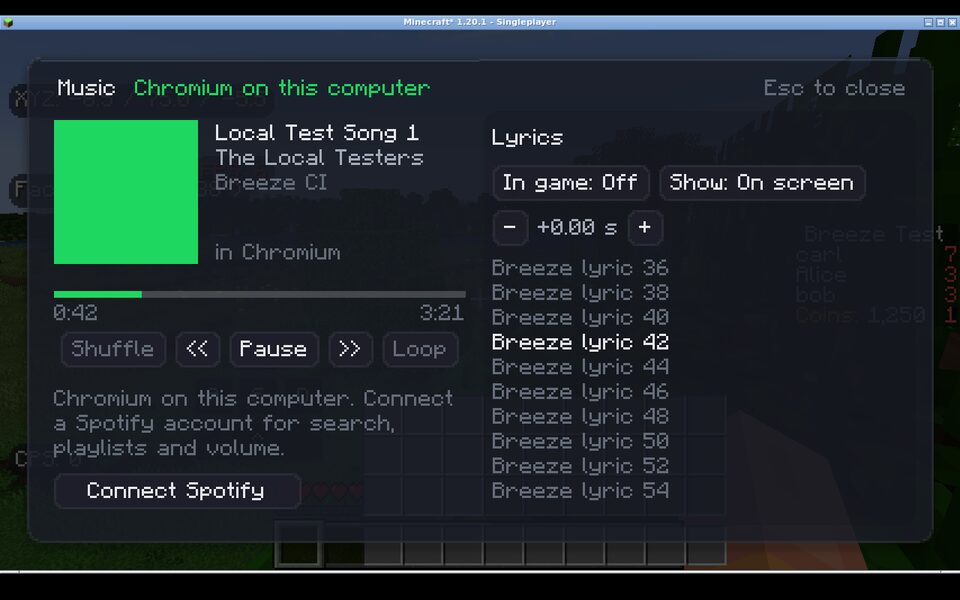 Minecraft* 1.20.1 - Singleplayer
Music Chromium on this computer
Esc to close
Local Test Song 1
The Local Testers
Breeze CI
in Chromium
0:42
3:21
Shuffle << Pause >> Loop
Chromium on this computer. Connect
a Spotify account for search,
playlists and volume.
Connect Spotify
Lyrics
In game: Off
Show: On screen
- +0.00 s +
Breeze lyric 36
Breeze lyric 38
Breeze lyric 40
Breeze lyric 42
Breeze lyric 44
Breeze lyric 46
Breeze lyric 48
Breeze lyric 50
Breeze lyric 52
Breeze lyric 54
Breeze Test
carl 7
Alice 3
bob 3
Coins: 1,250 1